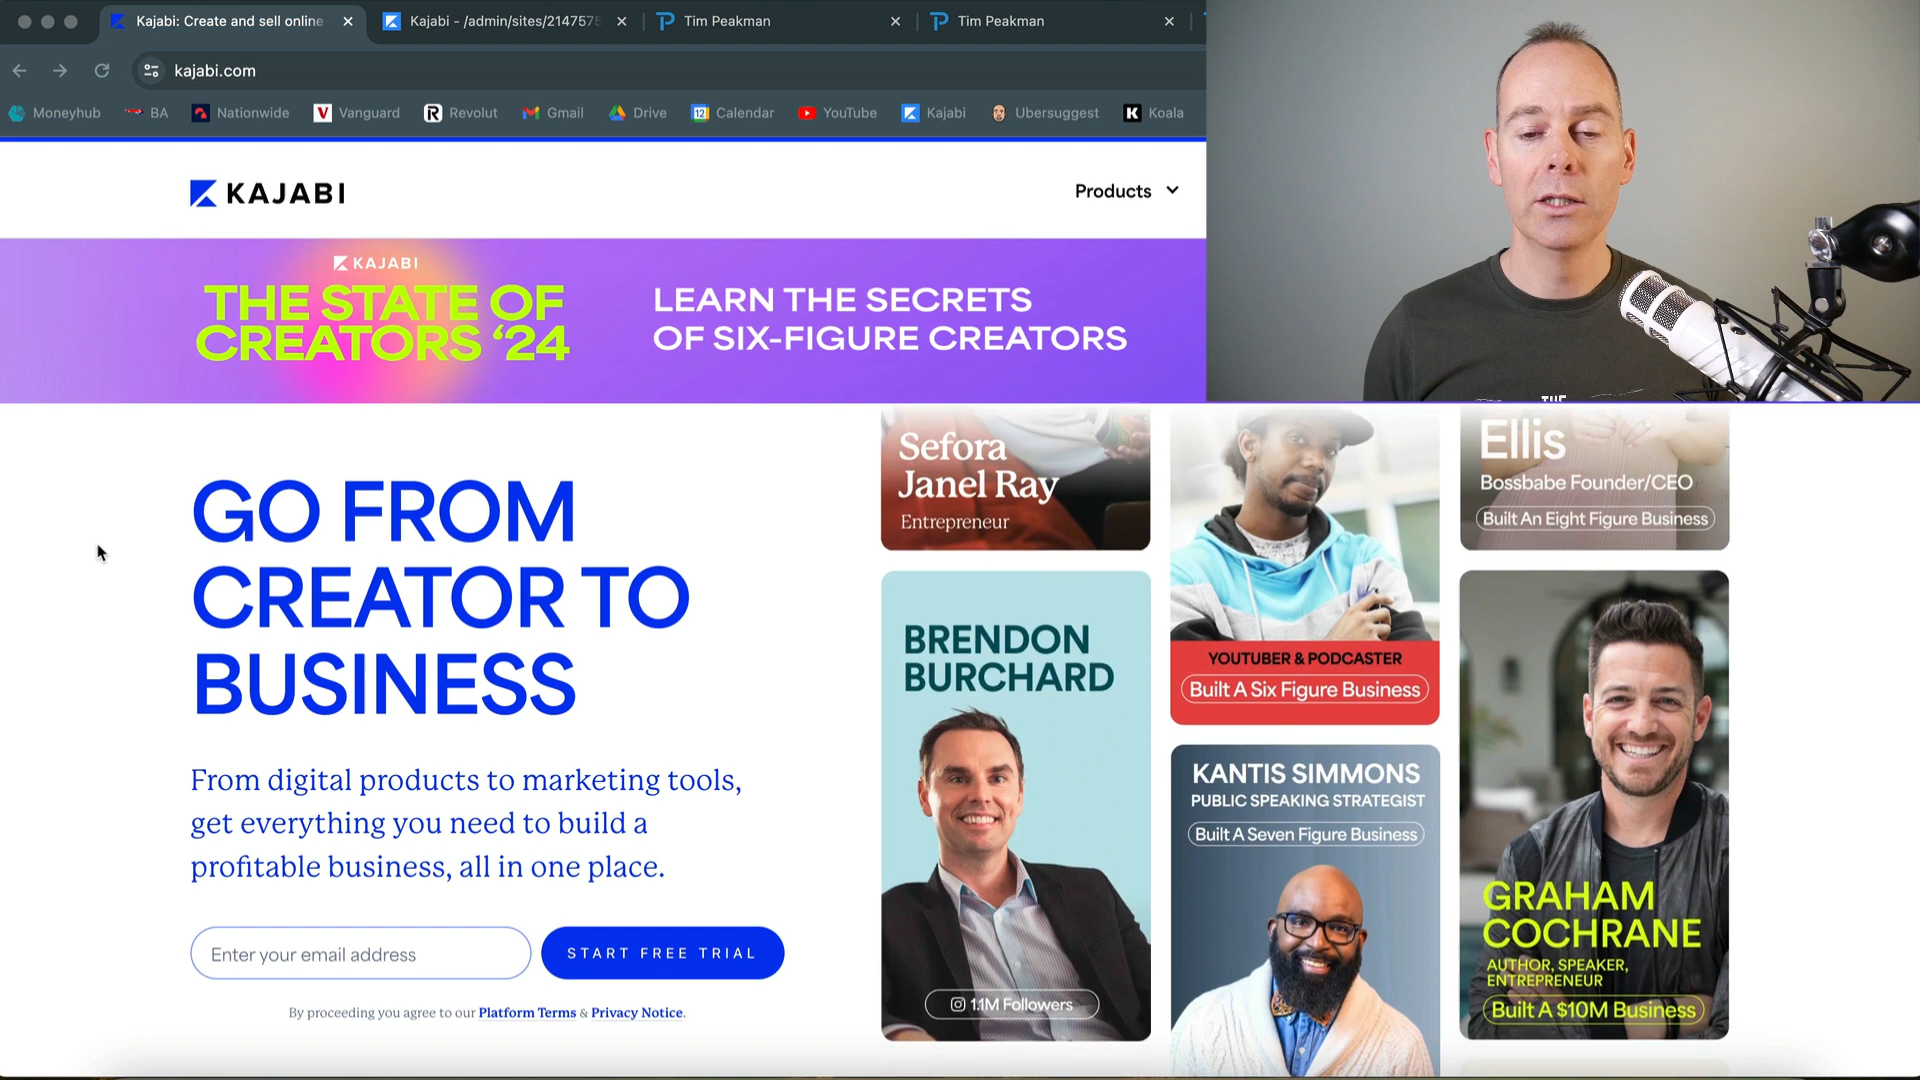 Kajabi: Create and sell online
Kajabi - /admin/sites/2147575
Tim Peakman
Tim Peakman
kajabi.com
Moneyhub
BA
Nationwide
Vanguard
Revolut
Gmail
Drive
Calendar
YouTube
Kajabi
Ubersuggest
Koala
KAJABI
Products
KAJABI
THE STATE OF
CREATORS ‘24
LEARN THE SECRETS
OF SIX-FIGURE CREATORS
THE
GO FROM
CREATOR TO
BUSINESS
From digital products to marketing tools,
get everything you need to build a
profitable business, all in one place.
Enter your email address
START FREE TRIAL
By proceeding you agree to our Platform Terms & Privacy Notice.
Sefora
Janel Ray
Entrepreneur
BRENDON
BURCHARD
1.1M Followers
YOUTUBER & PODCASTER
Built A Six Figure Business
KANTIS SIMMONS
PUBLIC SPEAKING STRATEGIST
Built A Seven Figure Business
Ellis
Bossbabe Founder/CEO
Built An Eight Figure Business
GRAHAM
COCHRANE
AUTHOR, SPEAKER,
ENTREPRENEUR
Built A $10M Business